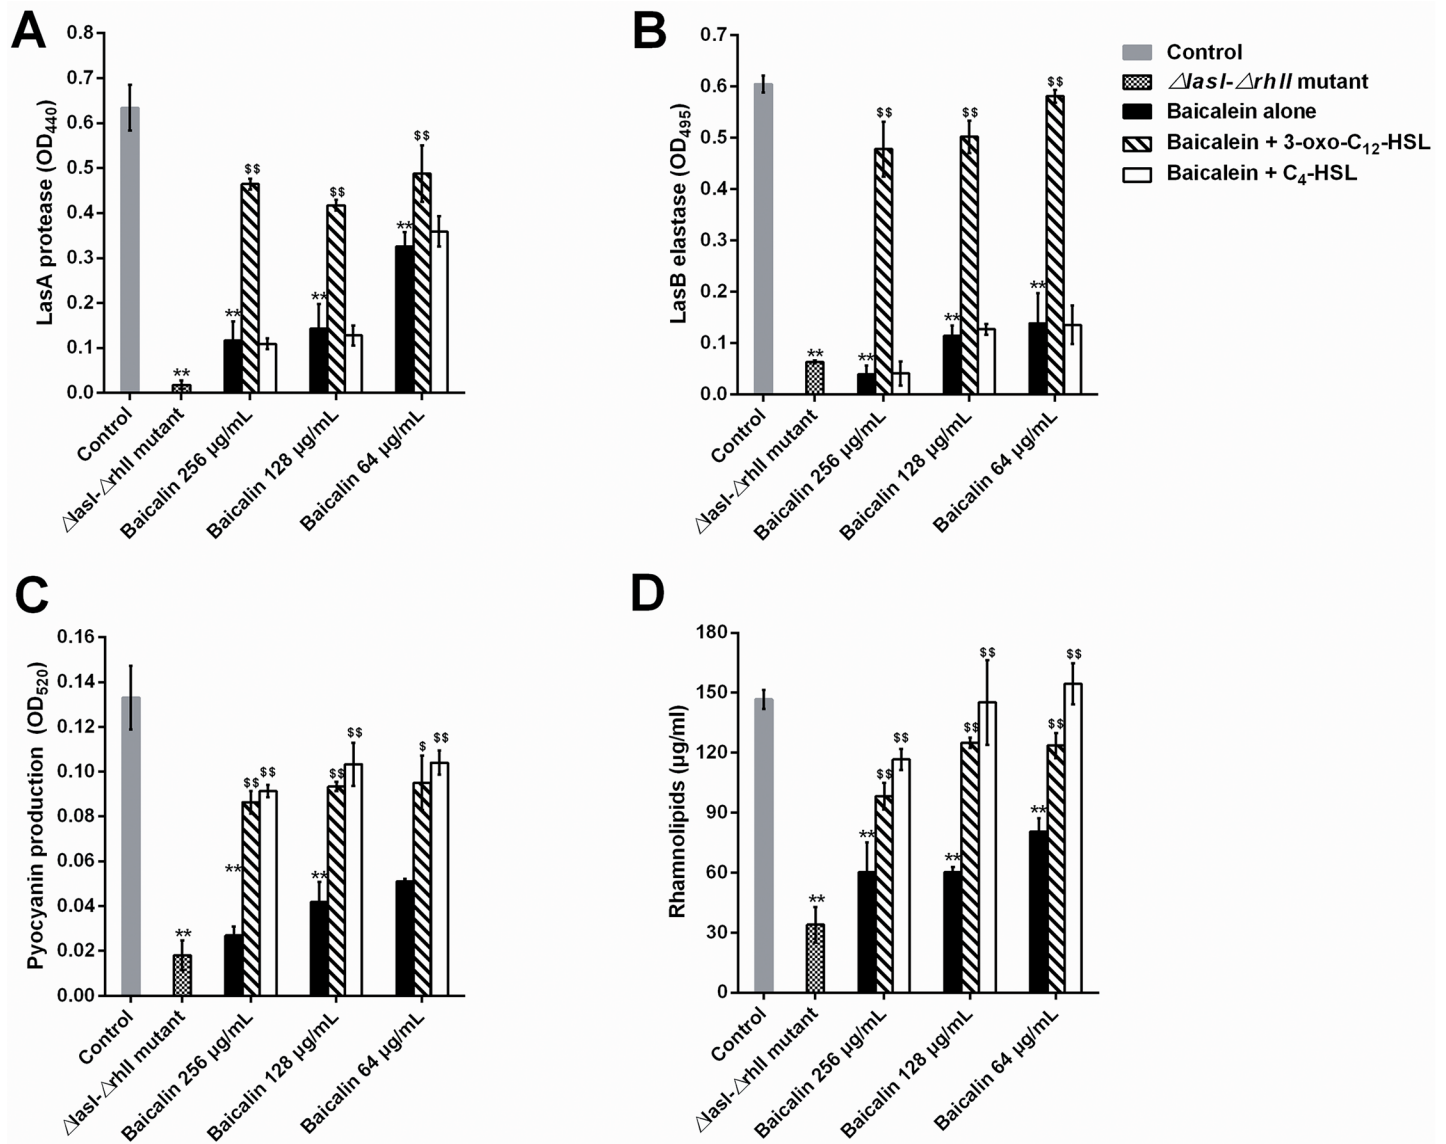 A
LasA protease (OD440)
0.8
0.7
0.6
0.5
0.4
0.3
0.2
0.1
0.0
**
**
$$
**
$$
**
$$
Control
△lasI-△rhlI mutant
Baicalin 256 μg/mL
Baicalin 128 μg/mL
Baicalin 64 μg/mL
B
LasB elastase (OD495)
0.7
0.6
0.5
0.4
0.3
0.2
0.1
0.0
**
**
$$
**
$$
**
$$
Control
△lasI-△rhlI mutant
Baicalin 256 μg/mL
Baicalin 128 μg/mL
Baicalin 64 μg/mL
Control
△lasI-△rhlI mutant
Baicalein alone
Baicalein + 3-oxo-C12-HSL
Baicalein + C4-HSL
C
Pyocyanin production (OD520)
0.16
0.14
0.12
0.10
0.08
0.06
0.04
0.02
0.00
**
**
$$
$$
**
$$
$$
$
$$
Control
△lasI-△rhlI mutant
Baicalin 256 μg/mL
Baicalin 128 μg/mL
Baicalin 64 μg/mL
D
Rhamnolipids (μg/ml)
180
150
120
90
60
30
0
**
**
$$
$$
**
$$
$$
**
$$
$$
Control
△lasI-△rhlI mutant
Baicalin 256 μg/mL
Baicalin 128 μg/mL
Baicalin 64 μg/mL